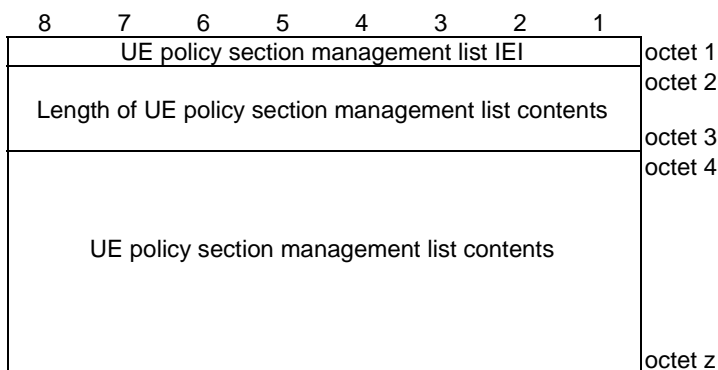 8 7 6 5 4 3 2 1
UE policy section management list IEI octet 1
octet 2
Length of UE policy section management list contents
octet 3
octet 4
UE policy section management list contents
octet z